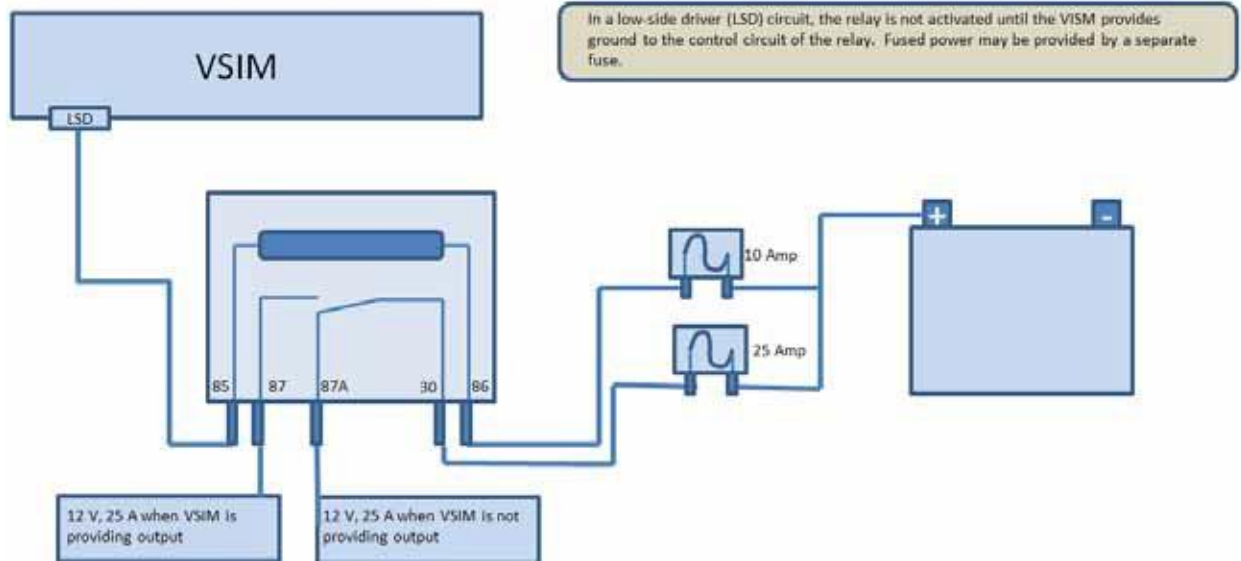 In a low-side driver (LSD) circuit, the relay is not activated until the VISM provides
ground to the control circuit of the relay. Fused power may be provided by a separate
fuse.
VSIM
LSD
+
-
10 Amp
25 Amp
85
87
87A
30
86
12 V, 25 A when VSIM is
providing output
12 V, 25 A when VSIM is not
providing output